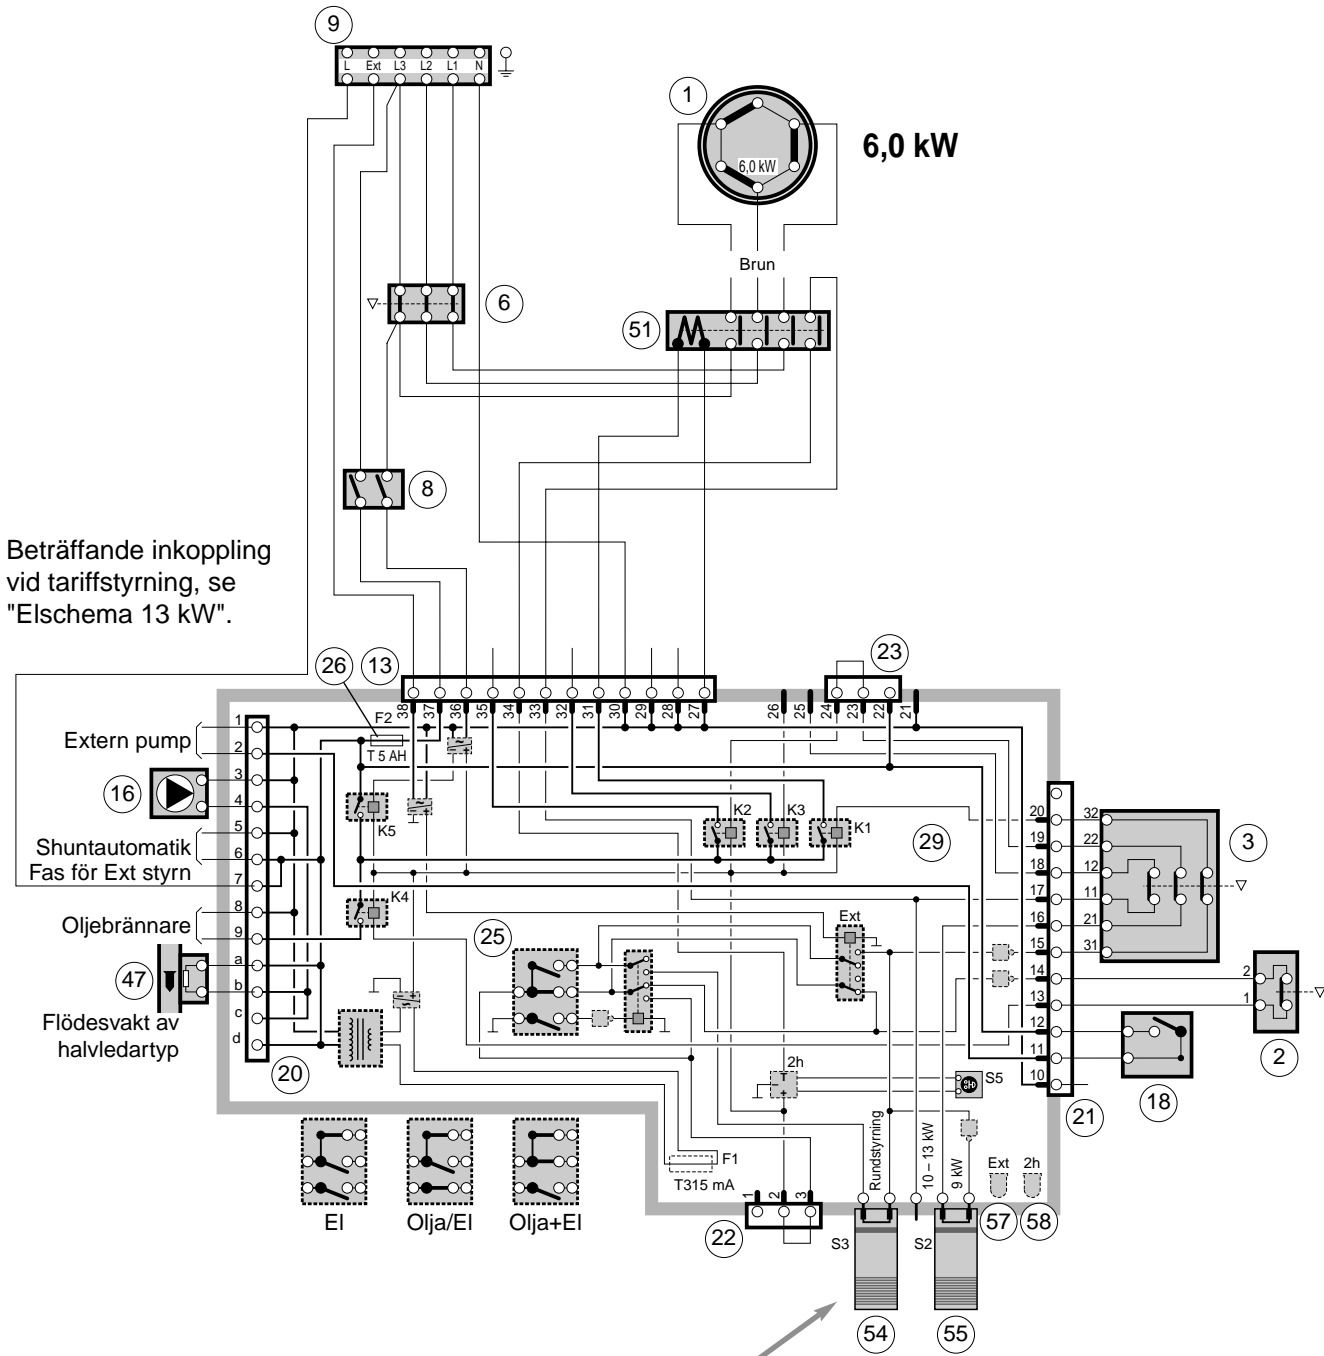 9
L Ext L3 L2 L1 N
1
6,0 kW
6,0 kW
Brun
6
51
8
Beträffande inkoppling
vid tariffstyrning, se
"Elschema 13 kW".
26
13
23
38 37 36 35 34 33 32 31 30 29 28 27
26 25 24 23 22 21
F2
T 5 AH
1
Extern pump
2
3
16
4
5
Shuntautomatik
6
Fas för Ext styrn
7
8
Oljebrännare
9
a
47
b
c
Flödesvakt av
halvledartyp
d
20
K5
K2
K3
K1
29
K4
25
Ext
2h
S5
20
19
18
17
16
15
14
13
12
11
10
32
22
12
11
21
31
3
2
1
2
18
21
El
Olja/El
Olja+El
F1
T315 mA
1 2 3
22
Rundstyrning
10 – 13 kW
9 kW
Ext
2h
57
58
S3
S2
54
55